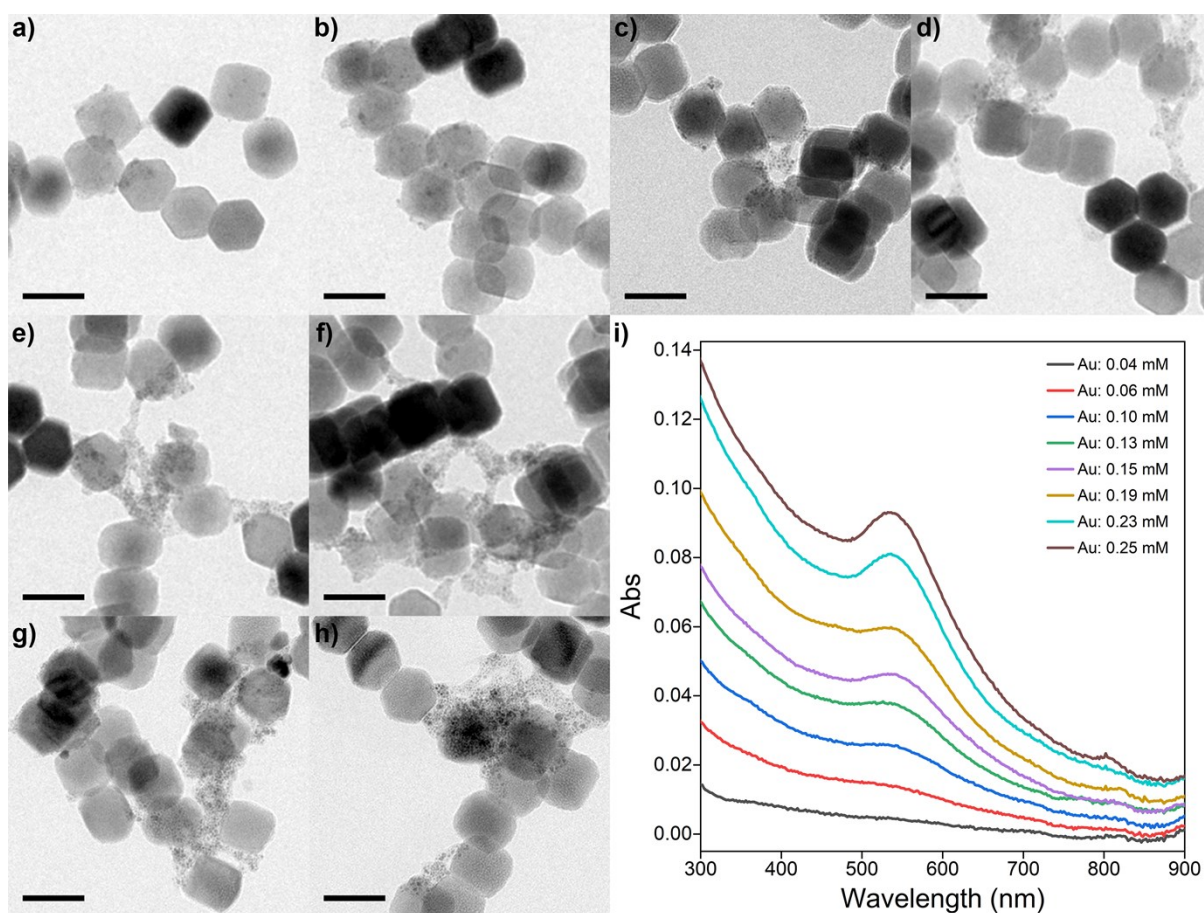 a)
b)
c)
d)
e)
f)
g)
h)
i)
0.14
0.12
0.10
0.08
0.06
0.04
0.02
0.00
Abs
Au: 0.04 mM
Au: 0.06 mM
Au: 0.10 mM
Au: 0.13 mM
Au: 0.15 mM
Au: 0.19 mM
Au: 0.23 mM
Au: 0.25 mM
300 400 500 600 700 800 900
Wavelength (nm)